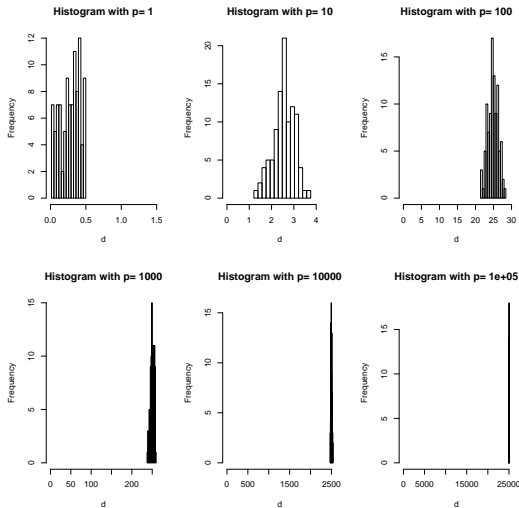 Histogram with p= 1
Frequency
0 2 4 6 8 10 12
0.0 0.5 1.0 1.5
d
Histogram with p= 10
Frequency
0 5 10 15 20
0 1 2 3 4
d
Histogram with p= 100
Frequency
0 5 10 15
0 5 10 15 20 25 30
d
Histogram with p= 1000
Frequency
0 5 10 15
0 50 100 200
d
Histogram with p= 10000
Frequency
0 5 10 15
0 500 1500 2500
d
Histogram with p= 1e+05
Frequency
0 5 10 15
0 5000 15000 25000
d